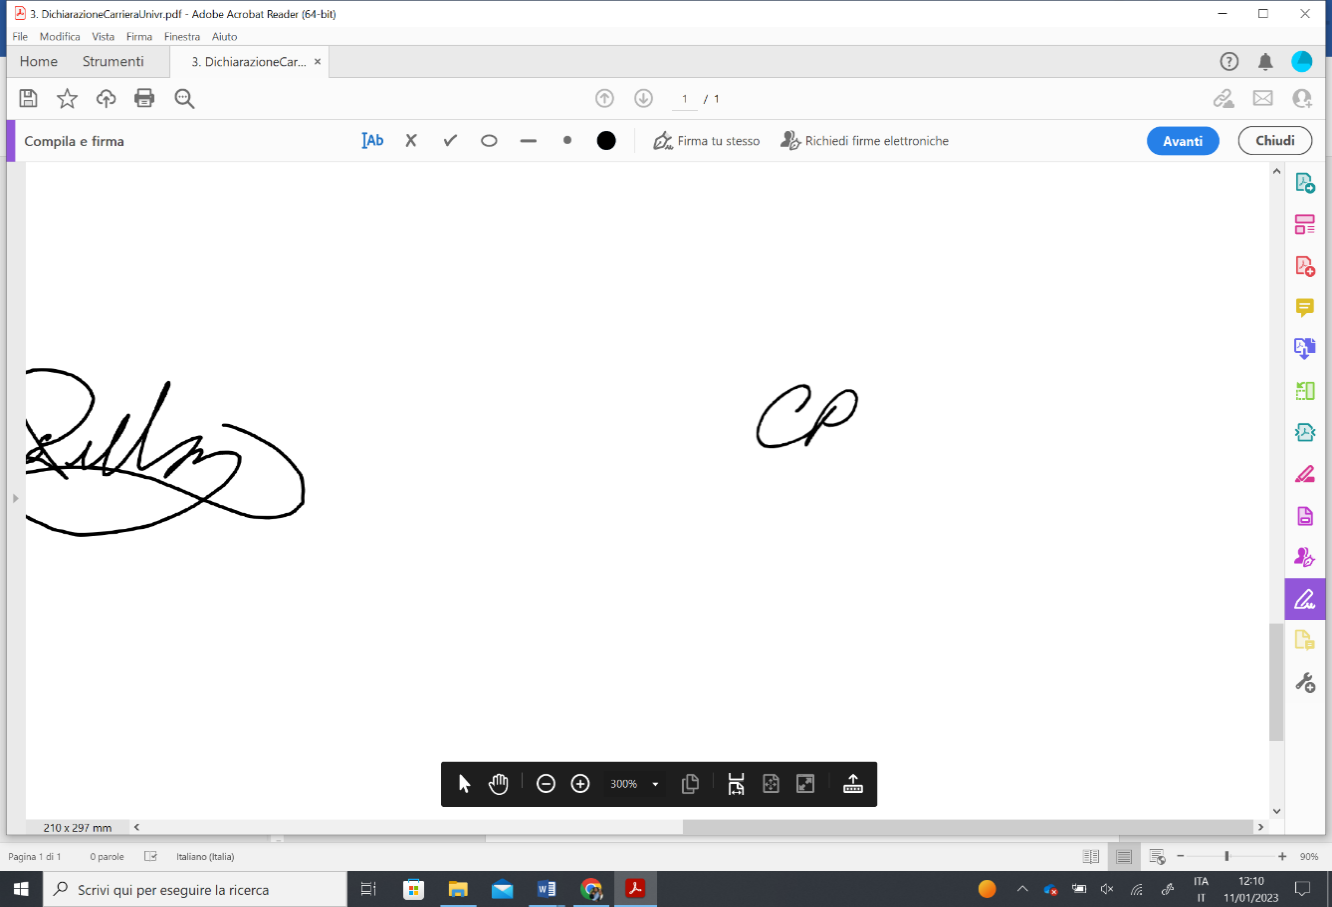 3. DichiarazioneCarrieraUnivr.pdf - Adobe Acrobat Reader (64-bit)
File Modifica Vista Firma Finestra Aiuto
Home Strumenti 3. DichiarazioneCar... ×
1 / 1
Compila e firma
Ab
Firma tu stesso
Richiedi firme elettroniche
Avanti
Chiudi
CP
300%
210 x 297 mm
Pagina 1 di 1 0 parole Italiano (Italia) 90%
Scrivi qui per eseguire la ricerca
ITA 12:10
IT 11/01/2023